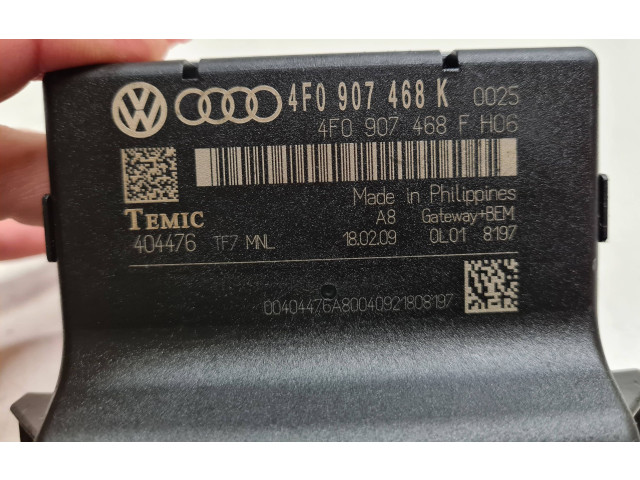 4F0 907 468 K 0025
4F0 907 468 F H06
Made in Philippines
TEMIC A8 Gateway+BEM
404476 TF7 MNL 18.02.09 0L01 8197
00404476A80040921808197